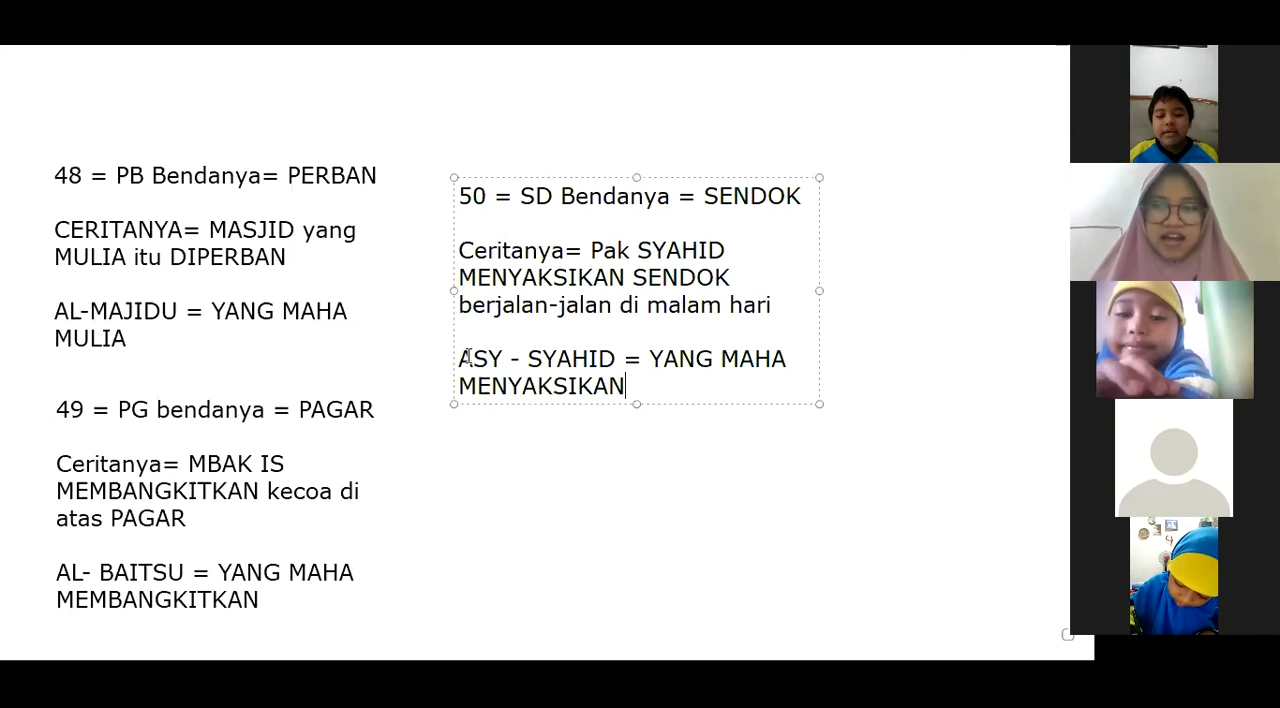 48 = PB Bendanya= PERBAN
CERITANYA= MASJID yang
MULIA itu DIPERBAN
AL-MAJIDU = YANG MAHA
MULIA
49 = PG bendanya = PAGAR
Ceritanya= MBAK IS
MEMBANGKITKAN kecoa di
atas PAGAR
AL- BAITSU = YANG MAHA
MEMBANGKITKAN
50 = SD Bendanya = SENDOK
Ceritanya= Pak SYAHID
MENYAKSIKAN SENDOK
berjalan-jalan di malam hari
ASY - SYAHID = YANG MAHA
MENYAKSIKAN